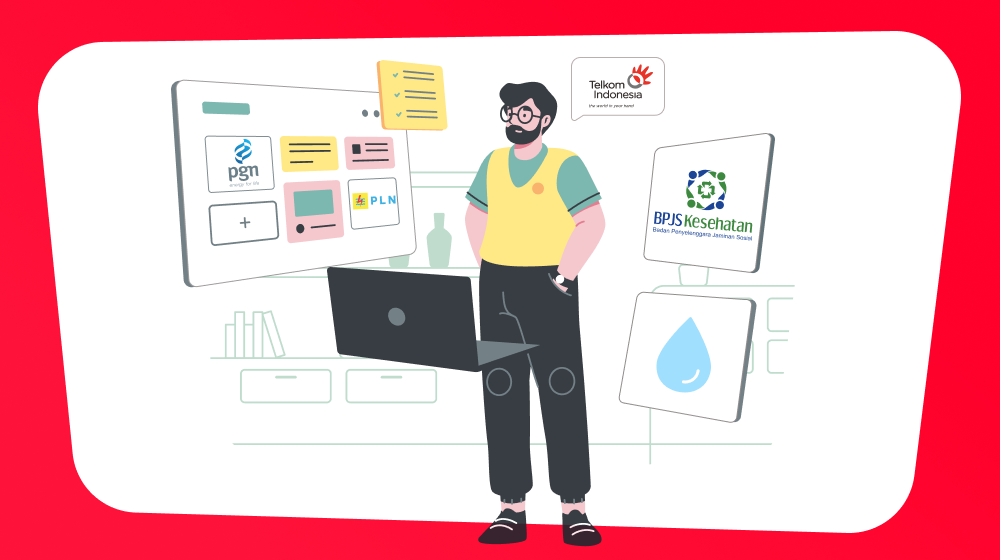 pgn
energy for life
PLN
Telkom
Indonesia
the world in your hand
BPJS Kesehatan
Badan Penyelenggara Jaminan Sosial